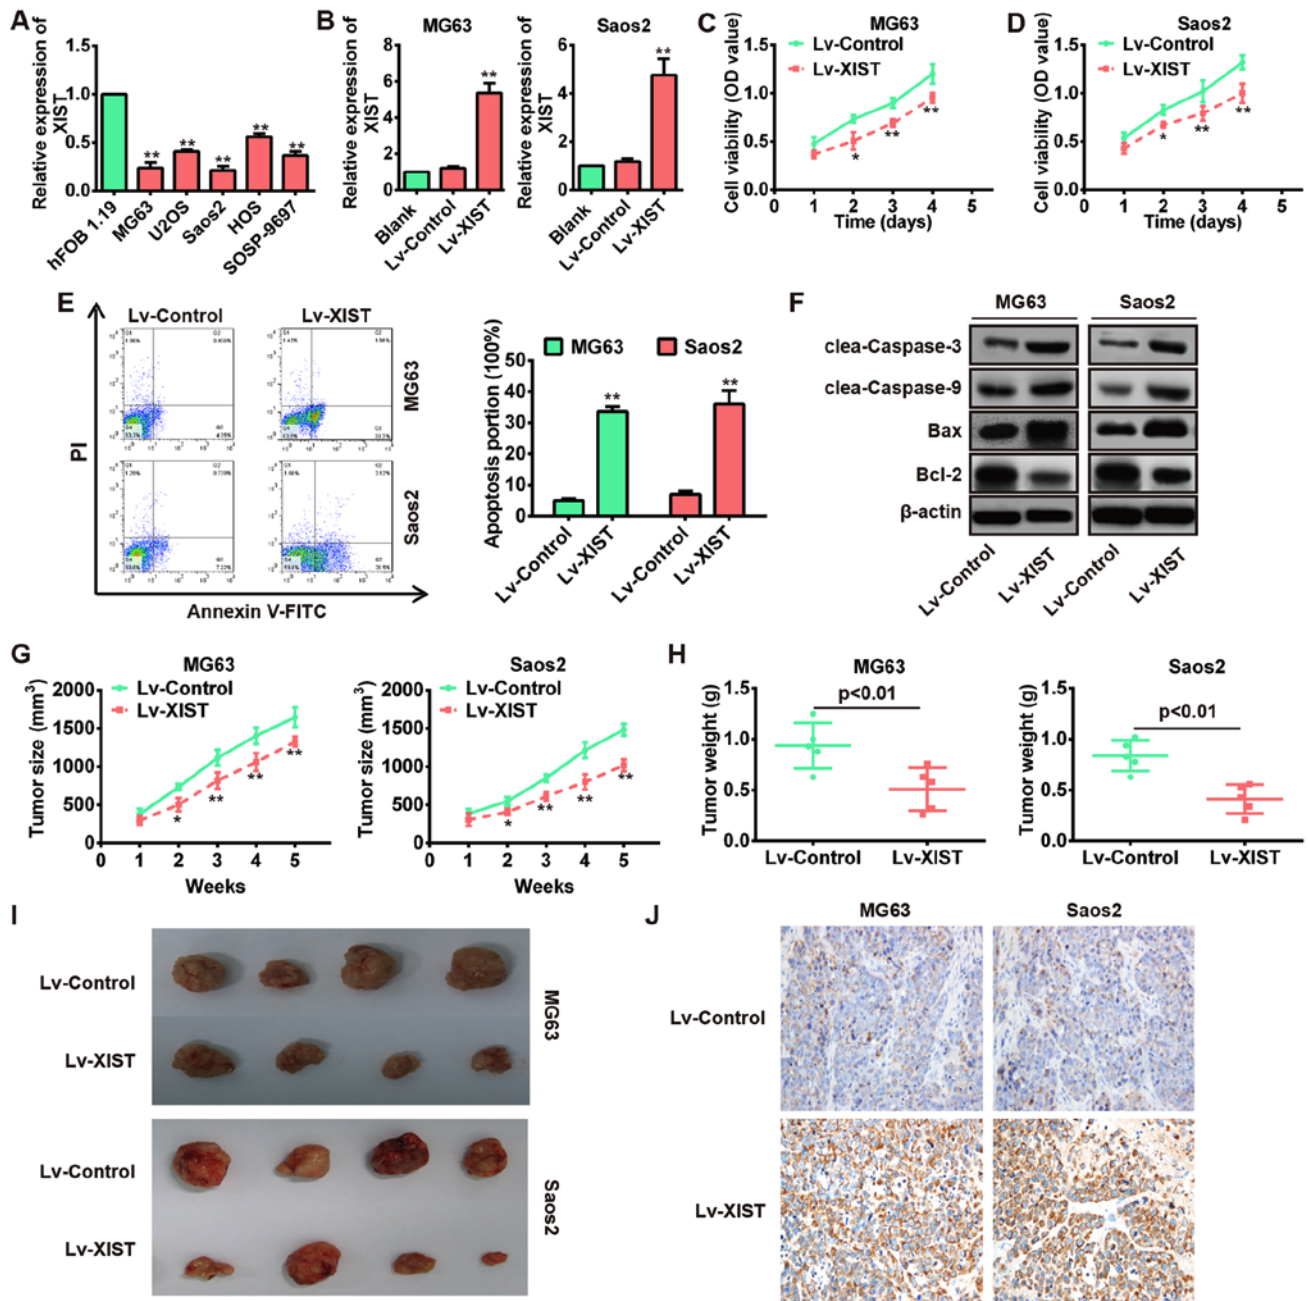 A
Relative expression of
XIST
1.5
1.0
0.5
0.0
**
**
**
**
**
hFOB 1.19
MG63
U2OS
Saos2
HOS
SOSP-9697
B
MG63
Relative expression of
XIST
8
6
4
2
0
**
Blank
Lv-Control
Lv-XIST
Saos2
Relative expression of
XIST
6
4
2
0
**
Blank
Lv-Control
Lv-XIST
C
MG63
Cell viability (OD value)
1.5
1.0
0.5
0.0
Lv-Control
Lv-XIST
*
**
**
0 1 2 3 4 5
Time (days)
D
Saos2
Cell viability (OD value)
1.5
1.0
0.5
0.0
Lv-Control
Lv-XIST
*
**
**
0 1 2 3 4 5
Time (days)
E
Lv-Control
Lv-XIST
MG63
Saos2
PI
Annexin V-FITC
MG63
Saos2
Apoptosis portion (100%)
50
40
30
20
10
0
**
**
Lv-Control
Lv-XIST
Lv-Control
Lv-XIST
F
MG63
Saos2
clea-Caspase-3
clea-Caspase-9
Bax
Bcl-2
β-actin
Lv-Control
Lv-XIST
Lv-Control
Lv-XIST
G
MG63
Tumor size (mm³)
2000
1500
1000
500
0
Lv-Control
Lv-XIST
*
**
**
**
0 1 2 3 4 5
Weeks
Saos2
Tumor size (mm³)
2000
1500
1000
500
0
Lv-Control
Lv-XIST
*
**
**
**
0 1 2 3 4 5
Weeks
H
MG63
Tumor weight (g)
1.5
1.0
0.5
0.0
p<0.01
Lv-Control
Lv-XIST
Saos2
Tumor weight (g)
1.5
1.0
0.5
0.0
p<0.01
Lv-Control
Lv-XIST
I
Lv-Control
Lv-XIST
MG63
Lv-Control
Lv-XIST
Saos2
J
MG63
Saos2
Lv-Control
Lv-XIST